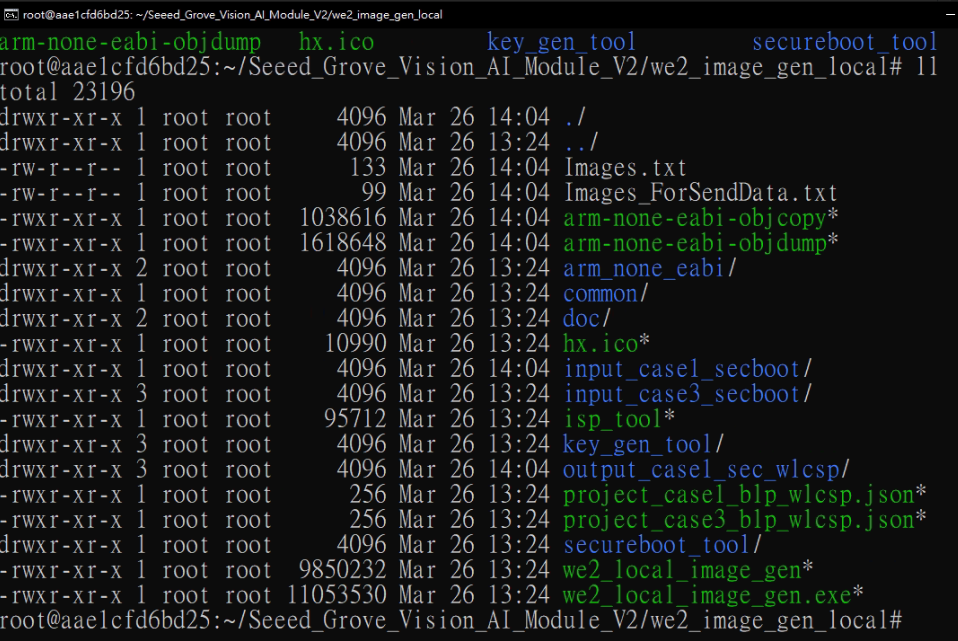 root@aae1cfd6bd25: ~/Seeed_Grove_Vision_AI_Module_V2/we2_image_gen_local
arm-none-eabi-objdump hx.ico key_gen_tool secureboot_tool
root@aae1cfd6bd25:~/Seeed_Grove_Vision_AI_Module_V2/we2_image_gen_local# ll
total 23196
drwxr-xr-x 1 root root 4096 Mar 26 14:04 ./
drwxr-xr-x 1 root root 4096 Mar 26 13:24 ../
-rw-r--r-- 1 root root 133 Mar 26 14:04 Images.txt
-rw-r--r-- 1 root root 99 Mar 26 14:04 Images_ForSendData.txt
-rwxr-xr-x 1 root root 1038616 Mar 26 14:04 arm-none-eabi-objcopy*
-rwxr-xr-x 1 root root 1618648 Mar 26 14:04 arm-none-eabi-objdump*
drwxr-xr-x 2 root root 4096 Mar 26 13:24 arm_none_eabi/
drwxr-xr-x 1 root root 4096 Mar 26 13:24 common/
drwxr-xr-x 2 root root 4096 Mar 26 13:24 doc/
-rwxr-xr-x 1 root root 10990 Mar 26 13:24 hx.ico*
drwxr-xr-x 1 root root 4096 Mar 26 14:04 input_case1_secboot/
drwxr-xr-x 3 root root 4096 Mar 26 13:24 input_case3_secboot/
-rwxr-xr-x 1 root root 95712 Mar 26 13:24 isp_tool*
drwxr-xr-x 3 root root 4096 Mar 26 13:24 key_gen_tool/
drwxr-xr-x 3 root root 4096 Mar 26 14:04 output_case1_sec_wlcsp/
-rwxr-xr-x 1 root root 256 Mar 26 13:24 project_case1_blp_wlcsp.json*
-rwxr-xr-x 1 root root 256 Mar 26 13:24 project_case3_blp_wlcsp.json*
drwxr-xr-x 1 root root 4096 Mar 26 13:24 secureboot_tool/
-rwxr-xr-x 1 root root 9850232 Mar 26 13:24 we2_local_image_gen*
-rwxr-xr-x 1 root root 11053530 Mar 26 13:24 we2_local_image_gen.exe*
root@aae1cfd6bd25:~/Seeed_Grove_Vision_AI_Module_V2/we2_image_gen_local#